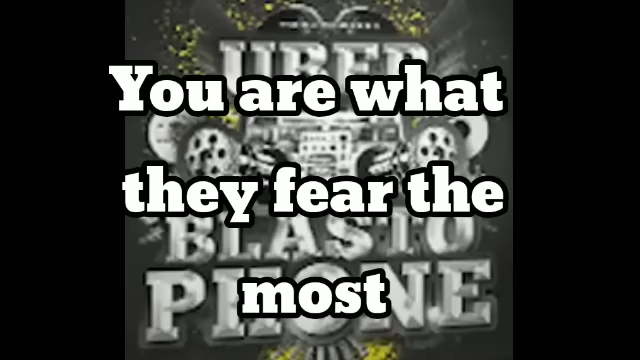 UBER
You are what
they fear the
BLASTO
most
PHONE